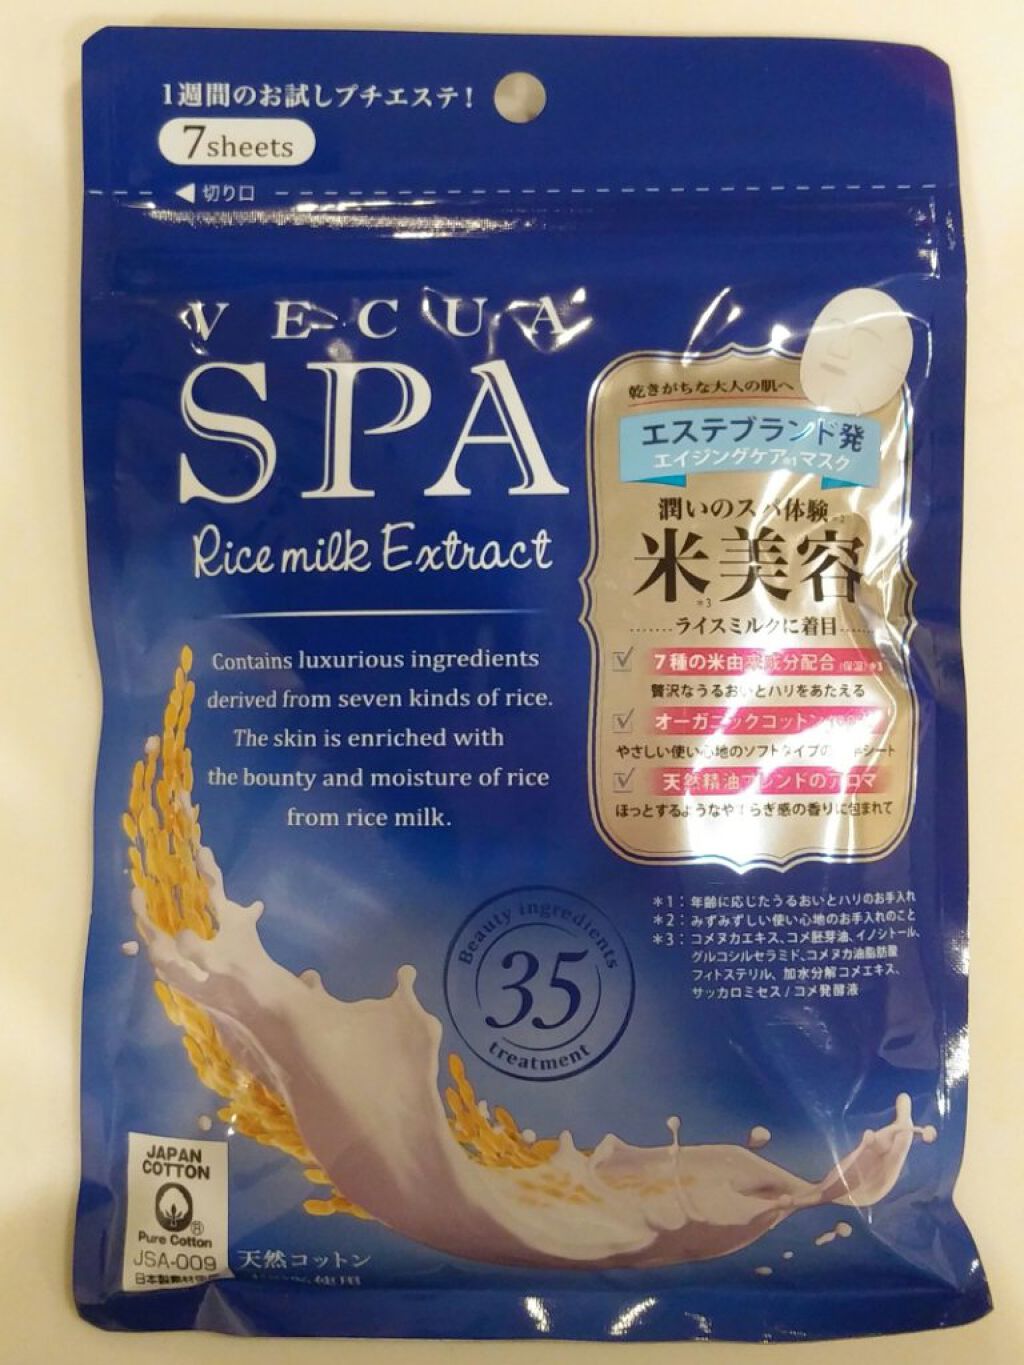 1週間のお試しプチエステ！
7sheets
切り口
VECUA
SPA
Rice milk Extract
Contains luxurious ingredients
derived from seven kinds of rice.
The skin is enriched with
the bounty and moisture of rice
from rice milk.
乾きがちな大人の肌へ
エステブランド発
エイジングケア※1マスク
潤いのスパ体験※2
米美容
※3
ライスミルクに着目
7種の米由来成分配合(保湿)※3
贅沢なうるおいとハリをあたえる
オーガニックコットン
やさしい使い心地のソフトタイプの シート
天然精油ブレンドのアロマ
ほっとするようなやすらぎ感の香りに包まれて
＊1：年齢に応じたうるおいとハリのお手入れ
＊2：みずみずしい使い心地のお手入れのこと
＊3：コメヌカエキス、コメ胚芽油、イノシトール、
グルコシルセラミド、コメヌカ油脂肪酸
フィトステリル、加水分解コメエキス、
サッカロミセス/コメ発酵液
Beauty ingredients
35
treatment
JAPAN
COTTON
®
Pure Cotton
JSA-009
天然コットン
使用